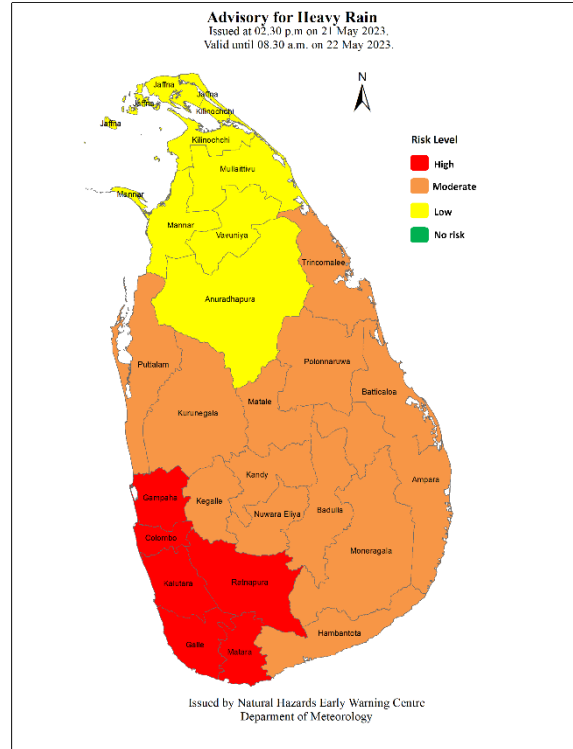 Advisory for Heavy Rain
Issued at 02.30 p.m on 21 May 2023.
Valid until 08.30 a.m. on 22 May 2023.
N
Jaffna
Jaffna
Jaffna
Jaffna
Kilinochchi
Kilinochchi
Mullaittivu
Mannar
Mannar
Vavuniya
Trincomalee
Anuradhapura
Risk Level
High
Moderate
Low
No risk
Puttalam
Polonnaruwa
Batticaloa
Matale
Kurunegala
Kandy
Ampara
Gampaha
Kegalle
Nuwara Eliya
Badulla
Colombo
Moneragala
Kalutara
Ratnapura
Hambantota
Galle
Matara
Issued by Natural Hazards Early Warning Centre
Deparment of Meteorology